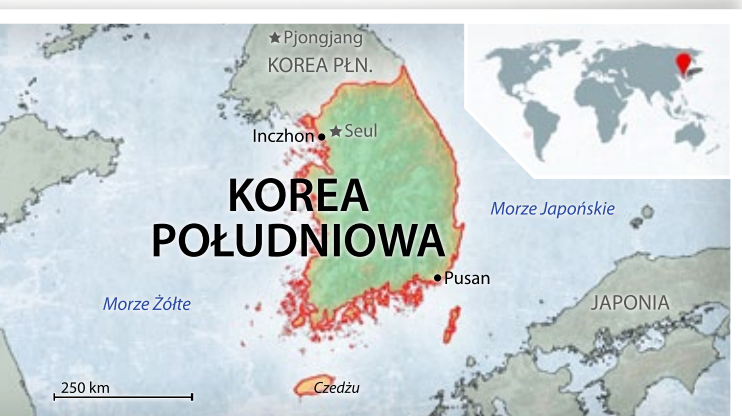 Pjongjang
KOREA PŁN.
Inczhon
Seul
KOREA
POŁUDNIOWA
Morze Japońskie
Pusan
Morze Żółte
JAPONIA
250 km
Czedżu